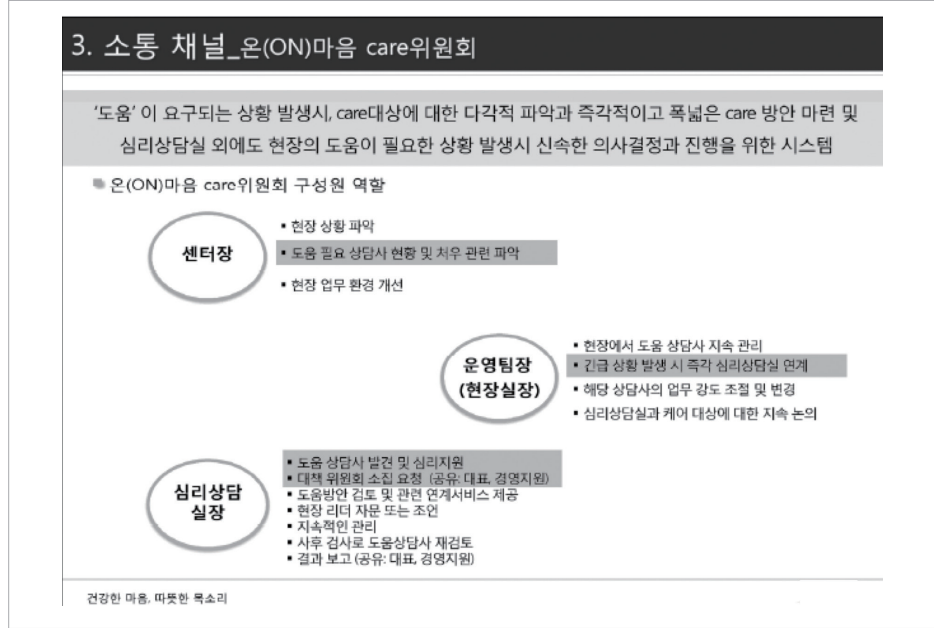 3. 소통 채널_온(ON)마음 care위원회
‘도움’ 이 요구되는 상황 발생시, care대상에 대한 다각적 파악과 즉각적이고 폭넓은 care 방안 마련 및
심리상담실 외에도 현장의 도움이 필요한 상황 발생시 신속한 의사결정과 진행을 위한 시스템
온(ON)마음 care위원회 구성원 역할
센터장
▪ 현장 상황 파악
▪ 도움 필요 상담사 현황 및 처우 관련 파악
▪ 현장 업무 환경 개선
운영팀장
(현장실장)
▪ 현장에서 도움 상담사 지속 관리
▪ 긴급 상황 발생 시 즉각 심리상담실 연계
▪ 해당 상담사의 업무 강도 조절 및 변경
▪ 심리상담실과 케어 대상에 대한 지속 논의
심리상담
실장
▪ 도움 상담사 발견 및 심리지원
▪ 대책 위원회 소집 요청 (공유: 대표, 경영지원)
▪ 도움방안 검토 및 관련 연계서비스 제공
▪ 현장 리더 자문 또는 조언
▪ 지속적인 관리
▪ 사후 검사로 도움상담사 재검토
▪ 결과 보고 (공유: 대표, 경영지원)
건강한 마음, 따뜻한 목소리